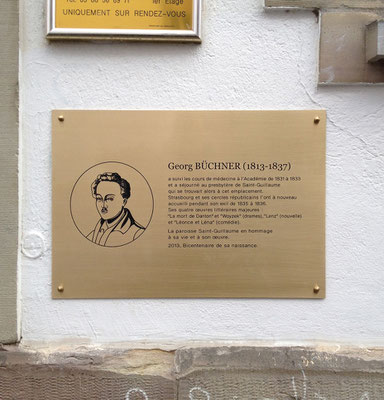 1er Etage
UNIQUEMENT SUR RENDEZ-VOUS
Georg BÜCHNER (1813-1837)
a suivi les cours de médecine à l'Académie de 1831 à 1833
et a séjourné au presbytère de Saint-Guillaume
qui se trouvait alors à cet emplacement.
Strasbourg et ses cercles républicains l'ont à nouveau
accueilli pendant son exil de 1835 à 1836.
Ses quatre œuvres littéraires majeures :
"La mort de Danton" et "Woyzek" (drames), "Lenz" (nouvelle)
et "Léonce et Léna" (comédie).
La paroisse Saint-Guillaume en hommage
à sa vie et à son œuvre.
2013, Bicentenaire de sa naissance.